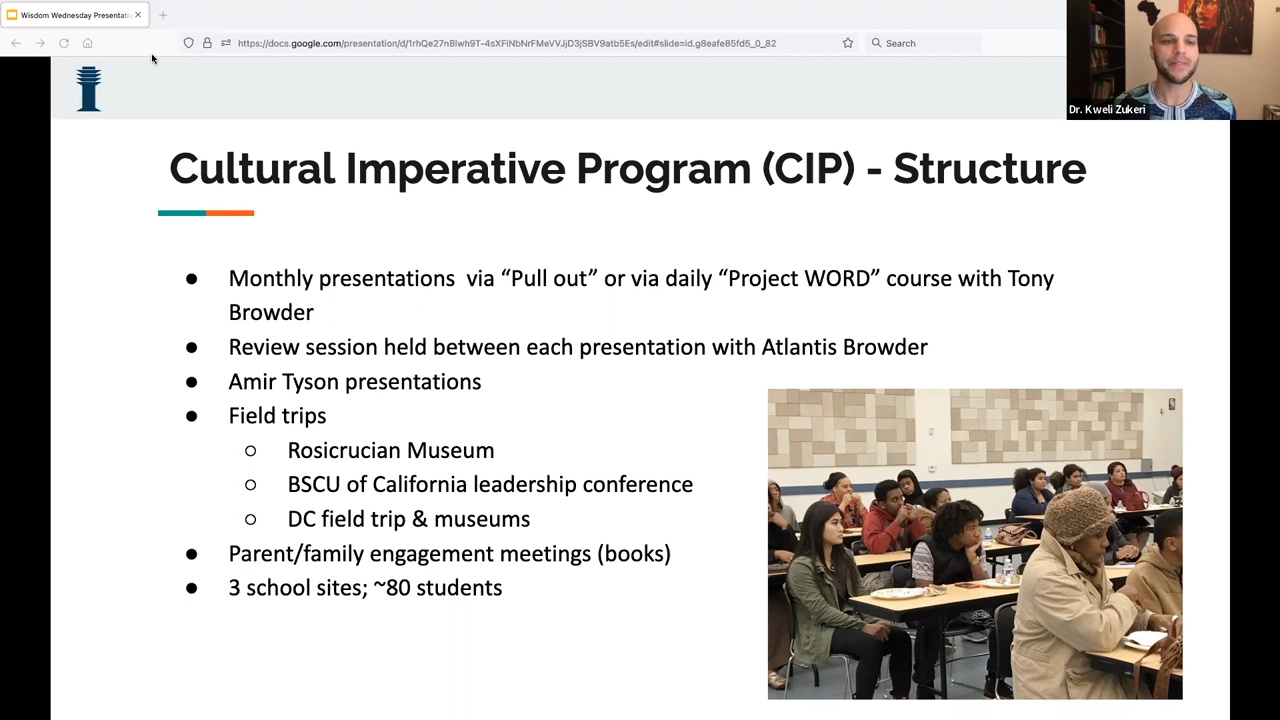 Wisdom Wednesday Presentati
https://docs.google.com/presentation/d/1rhQe27nBlwh9T-4sXFlNbNrFMeVVJjD3jSBV9atb5Es/edit#slide=id.g8eafe85fd5_0_82
Search
Dr. Kweli Zukeri
Cultural Imperative Program (CIP) - Structure
● Monthly presentations via “Pull out” or via daily “Project WORD” course with Tony
Browder
● Review session held between each presentation with Atlantis Browder
● Amir Tyson presentations
● Field trips
○ Rosicrucian Museum
○ BSCU of California leadership conference
○ DC field trip & museums
● Parent/family engagement meetings (books)
● 3 school sites; ~80 students